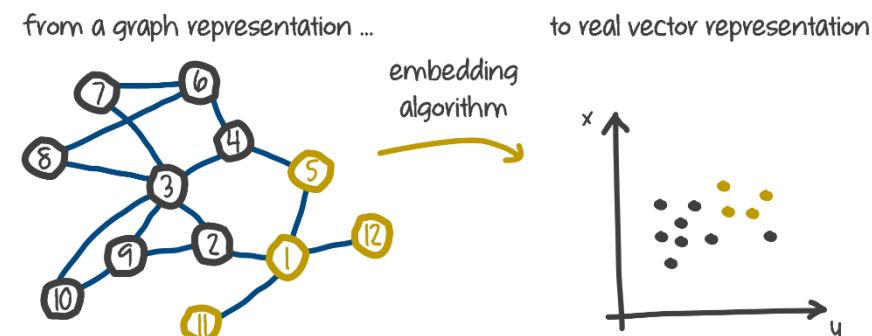 from a graph representation ...
to real vector representation
embedding
algorithm
7
6
8
4
5
3
9
2
1
12
10
11
x
y